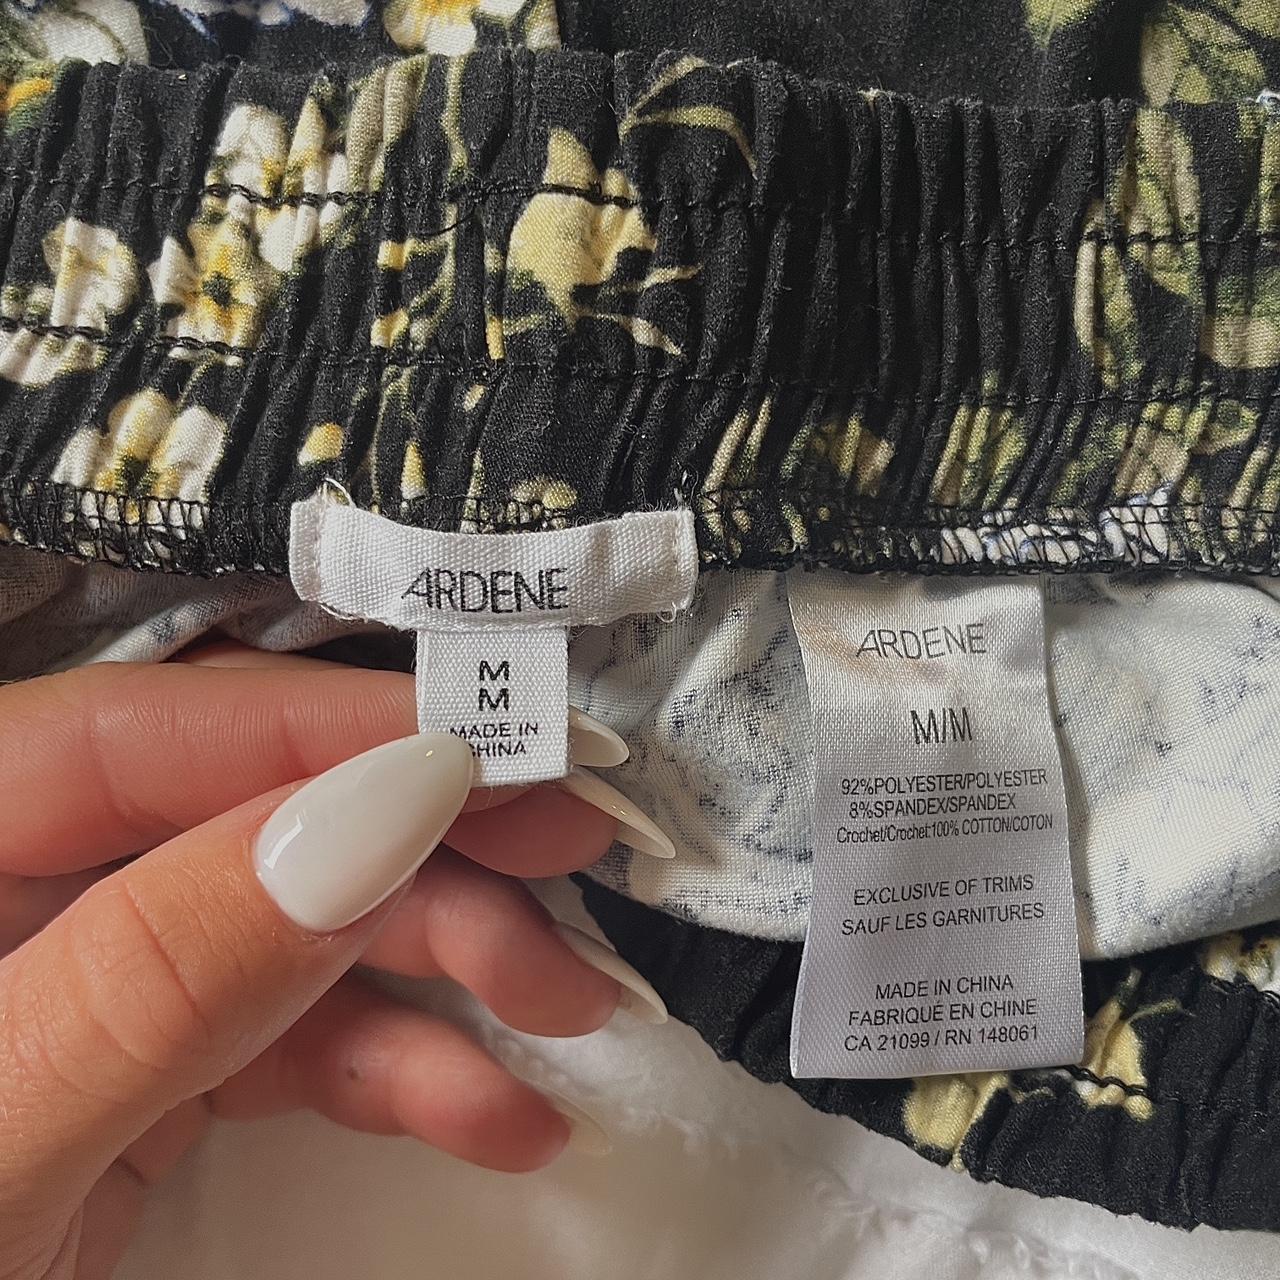 ARDENE
M
M
MADE IN
CHINA
ARDENE
M/M
92%POLYESTER/POLYESTER
8%SPANDEX/SPANDEX
Crochet/Crochet:100% COTTON/COTON
EXCLUSIVE OF TRIMS
SAUF LES GARNITURES
MADE IN CHINA
FABRIQUÉ EN CHINE
CA 21099 / RN 148061